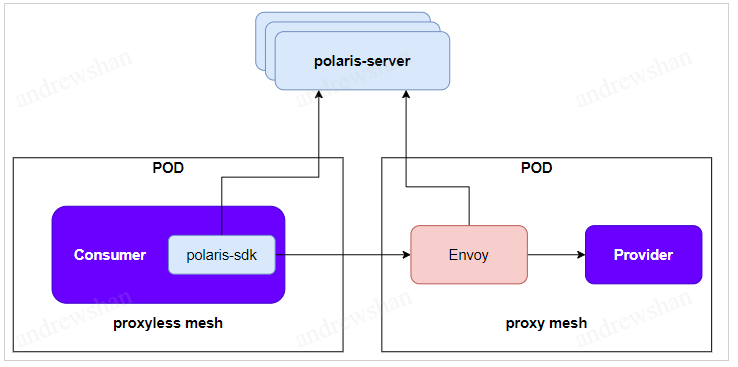 polaris-server
POD
POD
Consumer
polaris-sdk
Envoy
Provider
proxyless mesh
proxy mesh
andrewshan
andrewshan
andrewshan
andrewshan
andrewshan
andrewshan